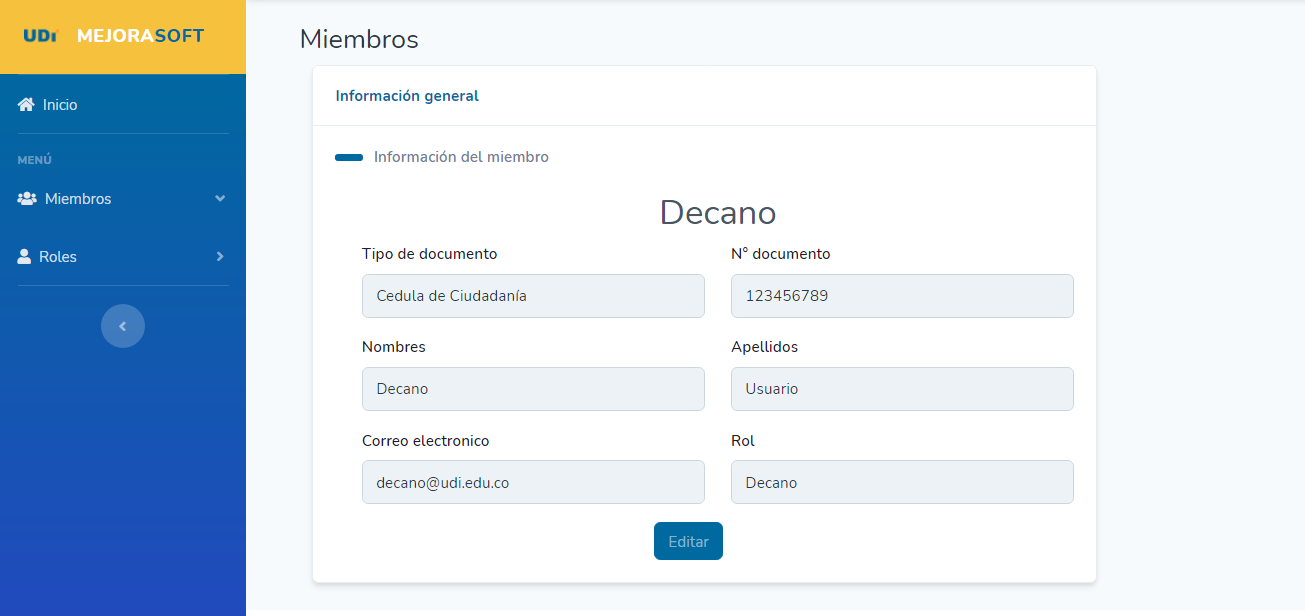 UDi MEJORASOFT
Inicio
MENÚ
Miembros
Roles
Miembros
Información general
Información del miembro
Decano
Tipo de documento
N° documento
Cedula de Ciudadanía
123456789
Nombres
Apellidos
Decano
Usuario
Correo electronico
Rol
decano@udi.edu.co
Decano
Editar